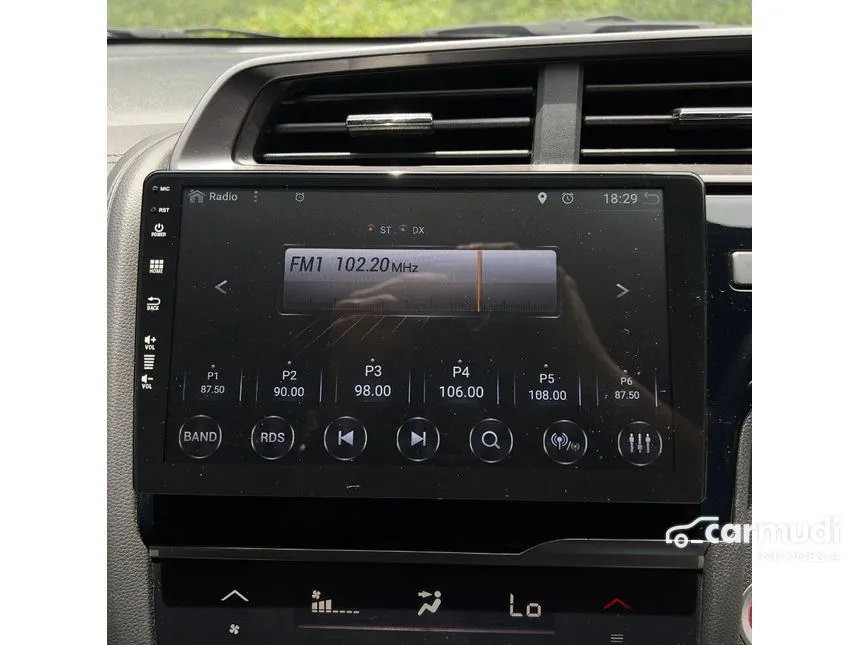 MIC
RST
POWER
HOME
BACK
VOL
VOL
Radio
18:29
ST DX
FM1 102.20MHz
P1 P2 P3 P4 P5 P6
87.50 90.00 98.00 106.00 108.00 87.50
BAND RDS
Lo
carmudi
INDONESIA